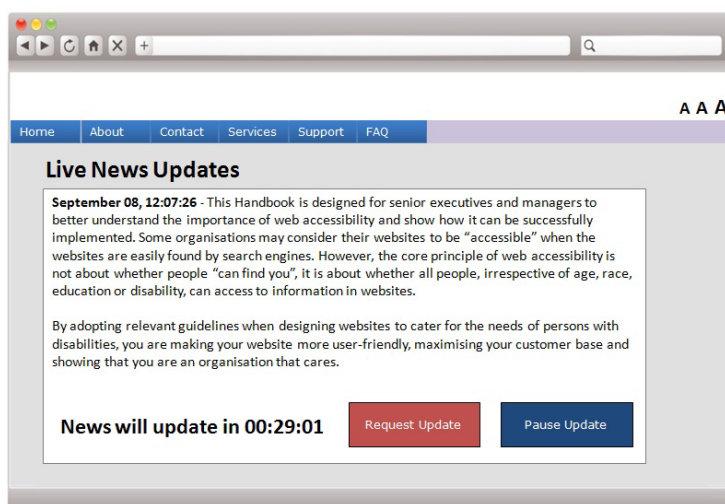 A A A
Home About Contact Services Support FAQ
Live News Updates
September 08, 12:07:26 - This Handbook is designed for senior executives and managers to
better understand the importance of web accessibility and show how it can be successfully
implemented. Some organisations may consider their websites to be “accessible” when the
websites are easily found by search engines. However, the core principle of web accessibility is
not about whether people “can find you”, it is about whether all people, irrespective of age, race,
education or disability, can access to information in websites.
By adopting relevant guidelines when designing websites to cater for the needs of persons with
disabilities, you are making your website more user-friendly, maximising your customer base and
showing that you are an organisation that cares.
News will update in 00:29:01
Request Update
Pause Update